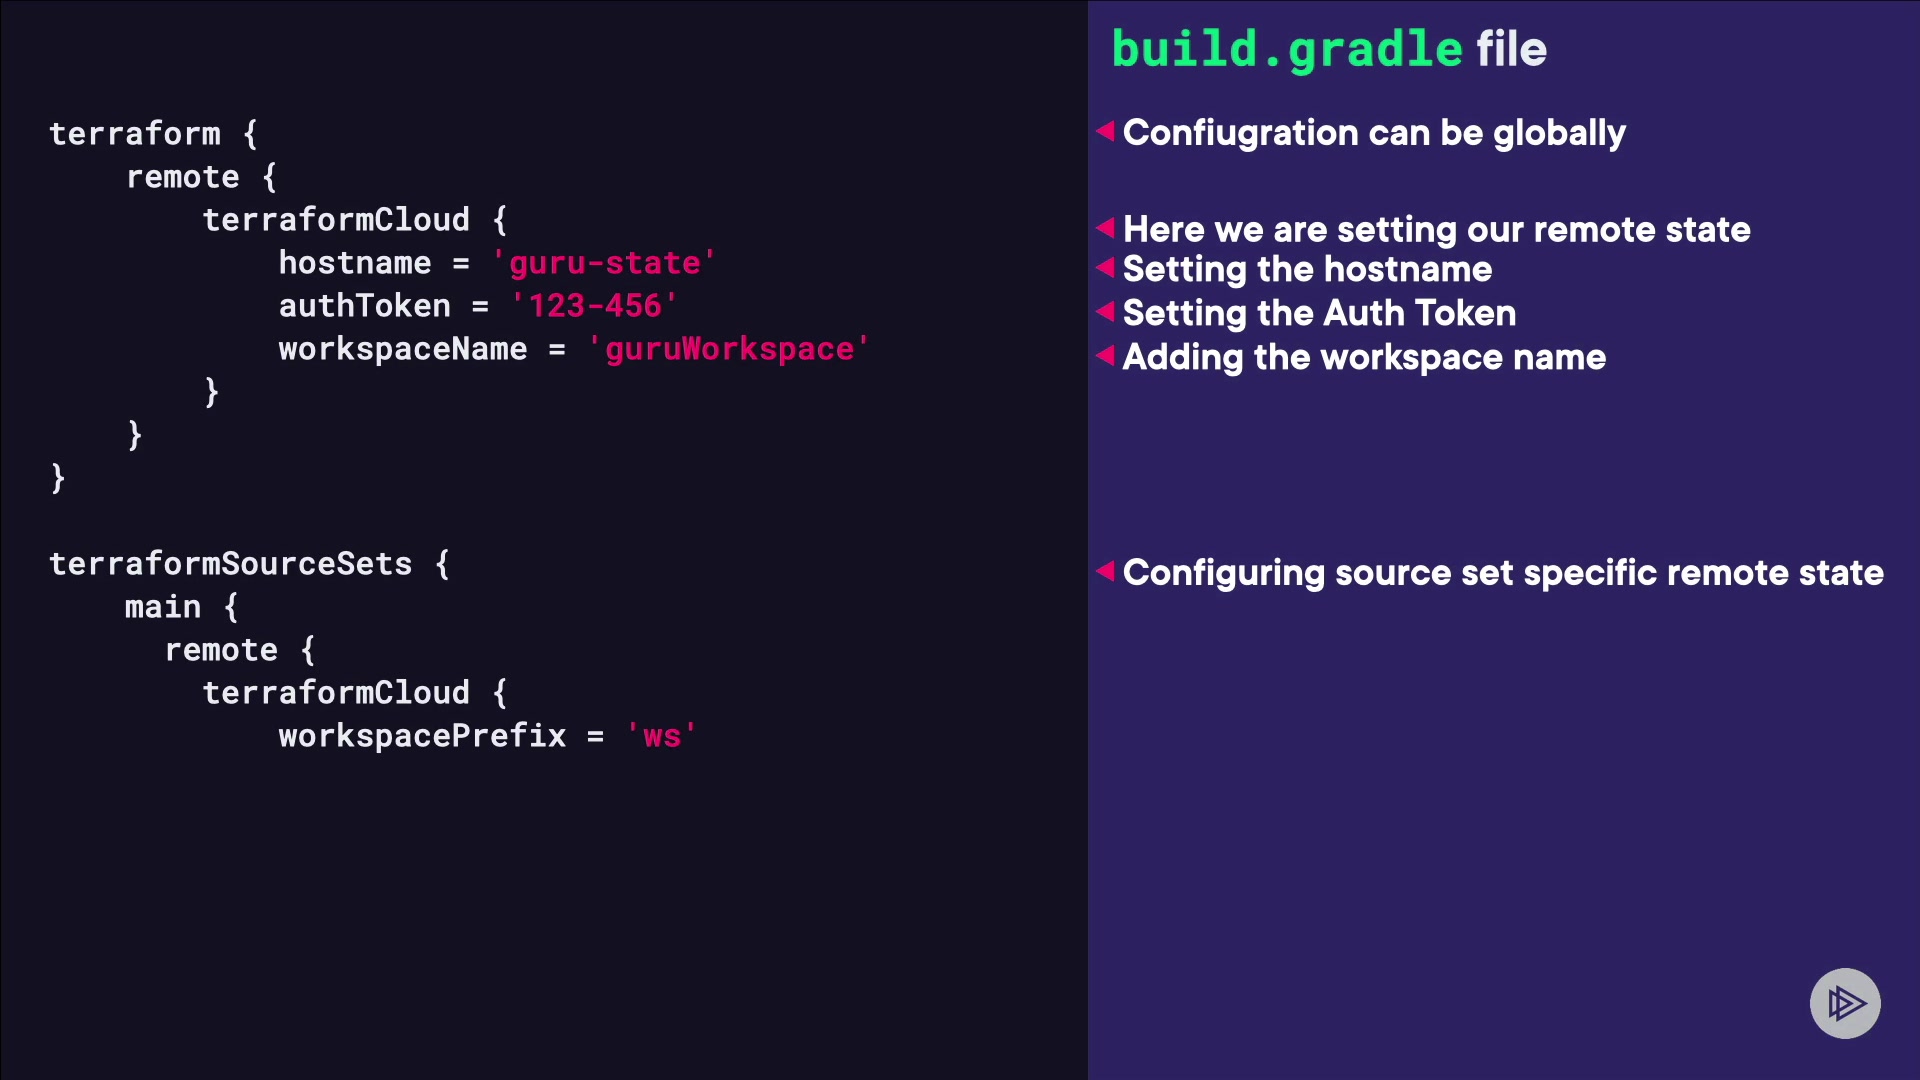 build.gradle file
terraform {
remote {
terraformCloud {
hostname = 'guru-state'
authToken = '123-456'
workspaceName = 'guruWorkspace'
}
}
}
terraformSourceSets {
main {
remote {
terraformCloud {
workspacePrefix = 'ws'
Confiugration can be globally
Here we are setting our remote state
Setting the hostname
Setting the Auth Token
Adding the workspace name
Configuring source set specific remote state